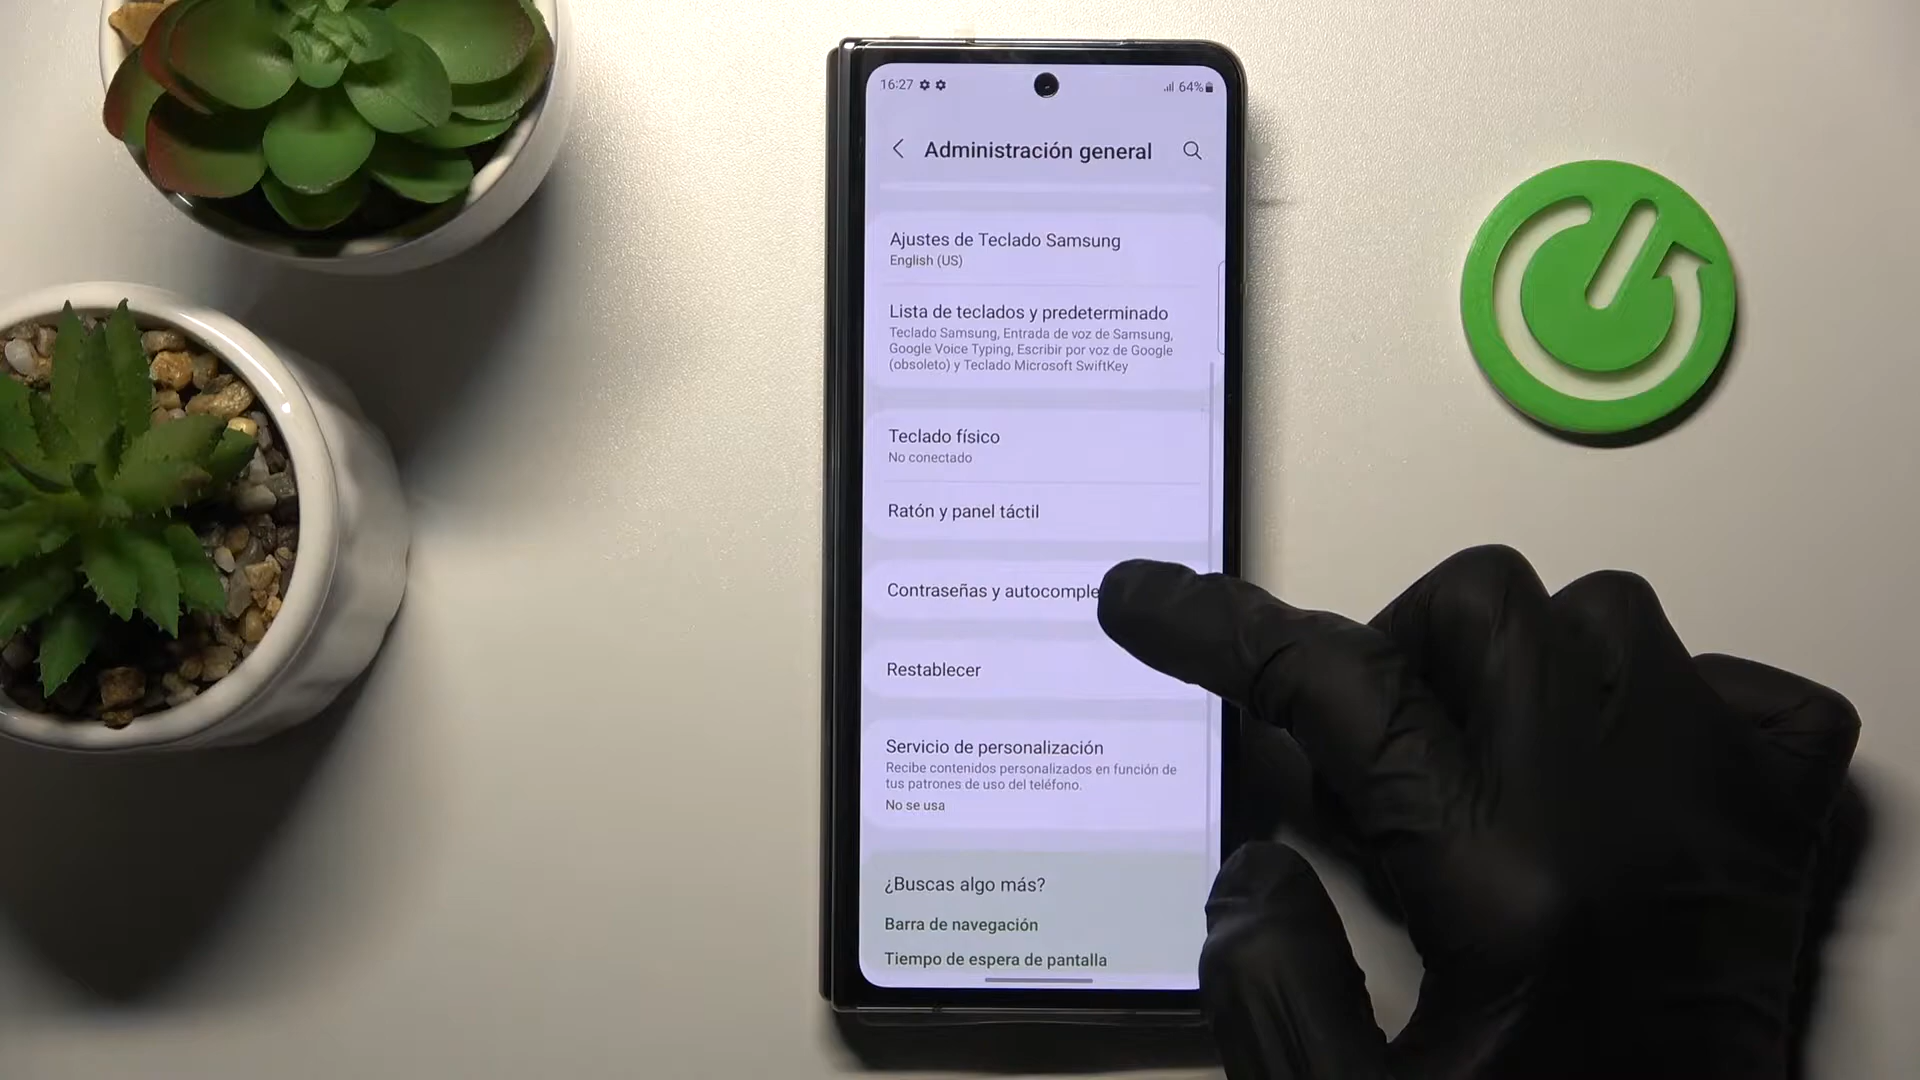 16:27
64%
Administración general
Ajustes de Teclado Samsung
English (US)
Lista de teclados y predeterminado
Teclado Samsung, Entrada de voz de Samsung,
Google Voice Typing, Escribir por voz de Google
(obsoleto) y Teclado Microsoft SwiftKey
Teclado físico
No conectado
Ratón y panel táctil
Contraseñas y autocomple
Restablecer
Servicio de personalización
Recibe contenidos personalizados en función de
tus patrones de uso del teléfono.
No se usa
¿Buscas algo más?
Barra de navegación
Tiempo de espera de pantalla